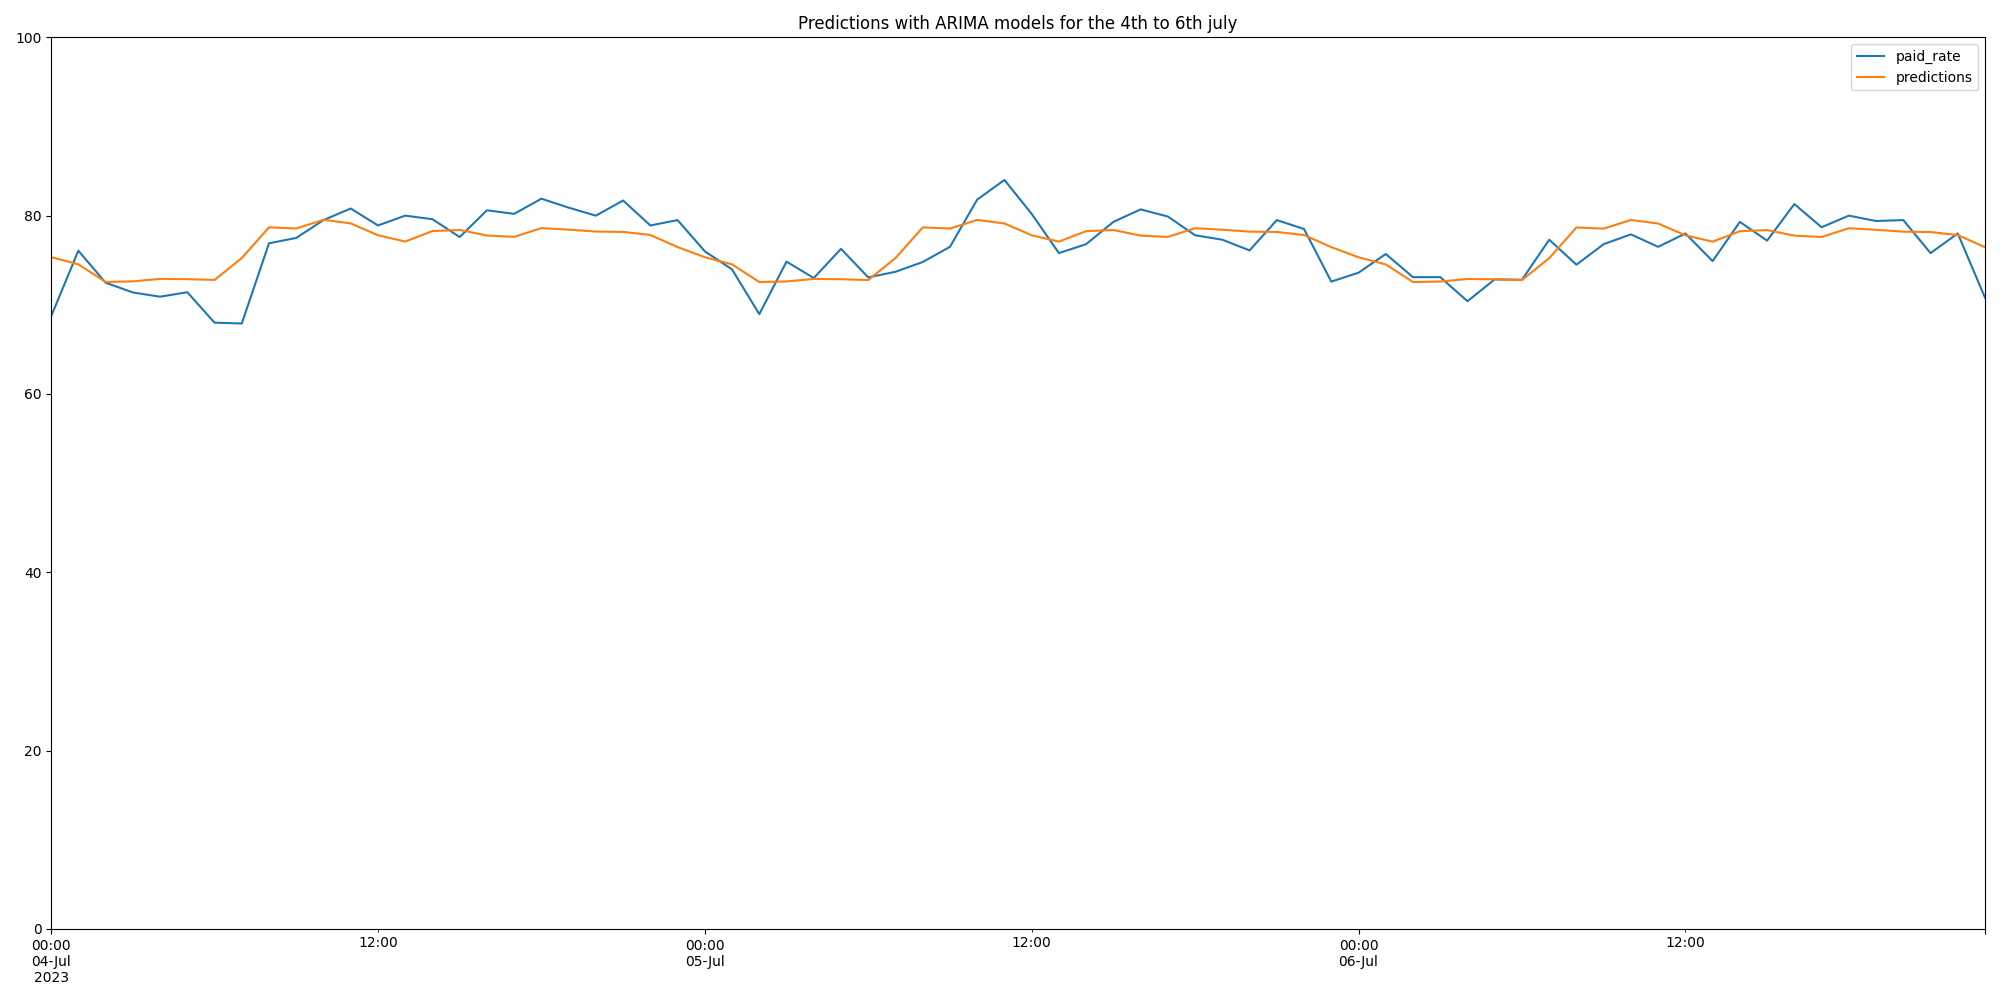 Predictions with ARIMA models for the 4th to 6th july
paid_rate
predictions
100
80
60
40
20
0
00:00
04-Jul
2023
12:00
00:00
05-Jul
12:00
00:00
06-Jul
12:00